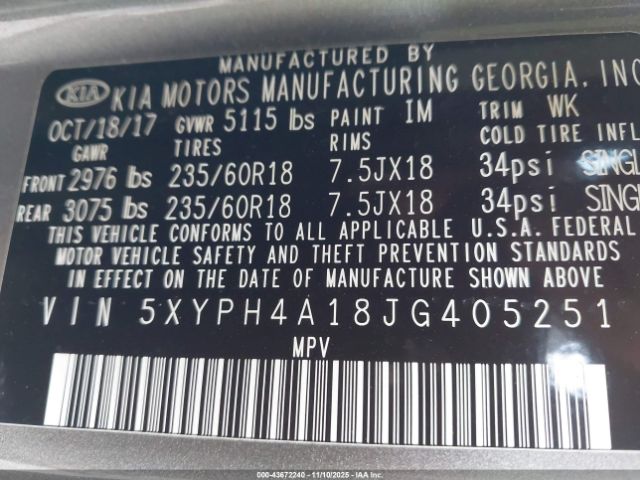 MANUFACTURED BY
KIA KIA MOTORS MANUFACTURING GEORGIA, INC
OCT/18/17 GVWR 5115 lbs PAINT IM TRIM WK
GAWR TIRES RIMS COLD TIRE INFL
FRONT 2976 lbs 235/60R18 7.5JX18 34psi SINGL
REAR 3075 lbs 235/60R18 7.5JX18 34psi SINGL
THIS VEHICLE CONFORMS TO ALL APPLICABLE U.S.A. FEDERAL
MOTOR VEHICLE SAFETY AND THEFT PREVENTION STANDARDS
IN EFFECT ON THE DATE OF MANUFACTURE SHOWN ABOVE
VIN 5XYPH4A18JG405251
MPV
000-43672240 - 11/10/2025 - IAAI.COM